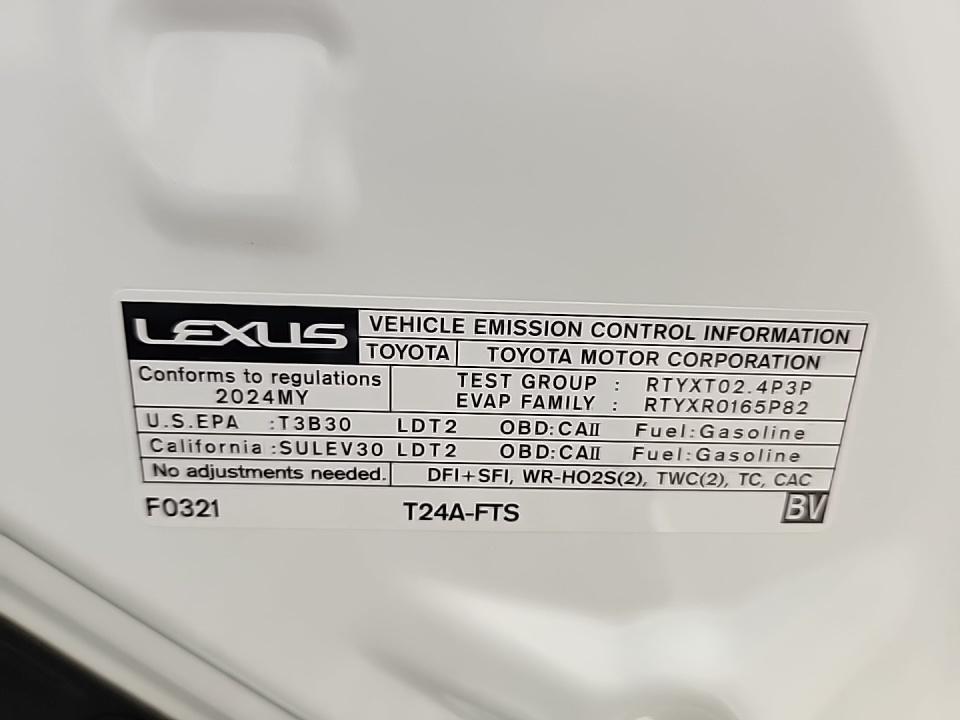 LEXUS VEHICLE EMISSION CONTROL INFORMATION
TOYOTA TOYOTA MOTOR CORPORATION
Conforms to regulations TEST GROUP : RTYXT02.4P3P
2024MY EVAP FAMILY : RTYXR0165P82
U.S.EPA :T3B30 LDT2 OBD:CAII Fuel:Gasoline
California :SULEV30 LDT2 OBD:CAII Fuel:Gasoline
No adjustments needed. DFI+SFI, WR-HO2S(2), TWC(2), TC, CAC
F0321 T24A-FTS BV